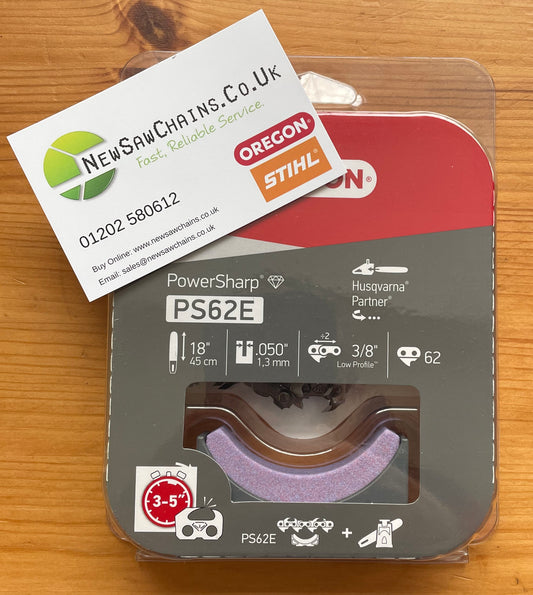 NewSawChains.Co.Uk
Fast, Reliable Service.
OREGON®
STIHL®
01202 580612
Buy Online: www.newsawchains.co.uk
Email: sales@newsawchains.co.uk
ON®
PowerSharp®
PS62E
Husqvarna®
Partner®
18"
45 cm
.050"
1,3 mm
÷2
3/8"
Low Profile™
62
3-5"
PS62E
+